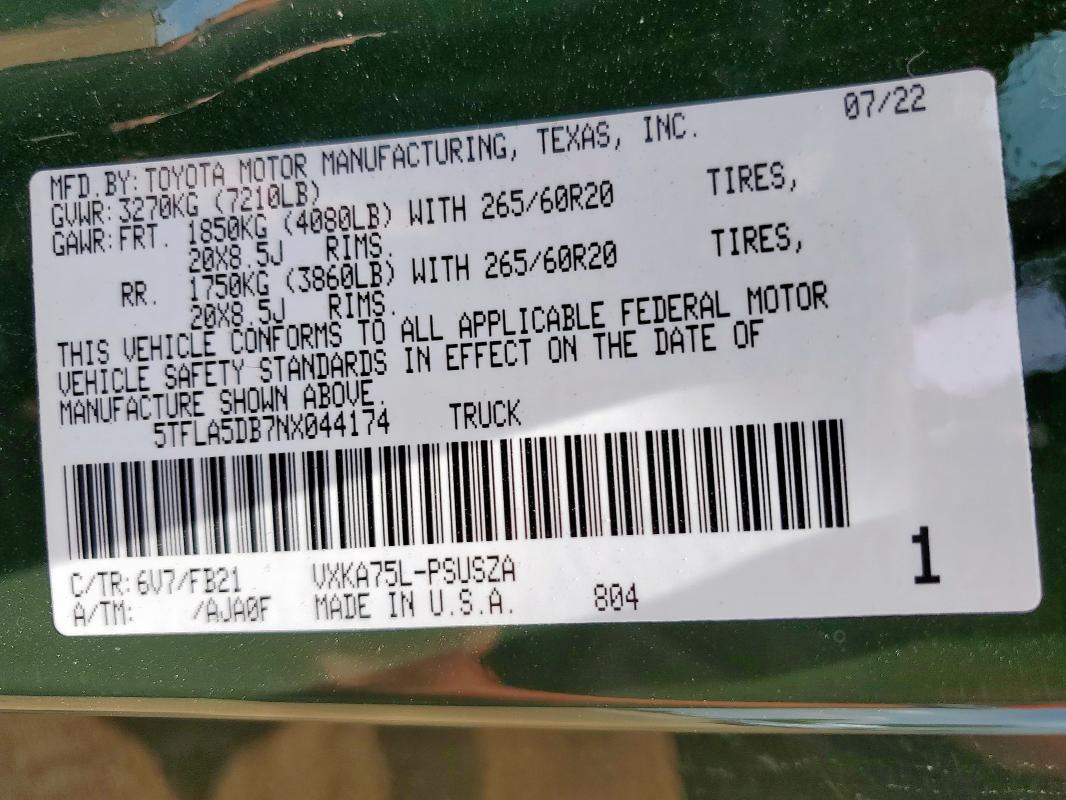 07/22
MFD.BY:TOYOTA MOTOR MANUFACTURING, TEXAS, INC.
GVWR:3270KG (7210LB)
GAWR:FRT. 1850KG (4080LB) WITH 265/60R20 TIRES,
20X8.5J RIMS.
RR. 1750KG (3860LB) WITH 265/60R20 TIRES,
20X8.5J RIMS.
THIS VEHICLE CONFORMS TO ALL APPLICABLE FEDERAL MOTOR
VEHICLE SAFETY STANDARDS IN EFFECT ON THE DATE OF
MANUFACTURE SHOWN ABOVE.
5TFLA5DB7NX044174 TRUCK
C/TR:6V7/FB21 VXKA75L-PSUSZA
A/TM: /AJA0F MADE IN U.S.A. 804
1